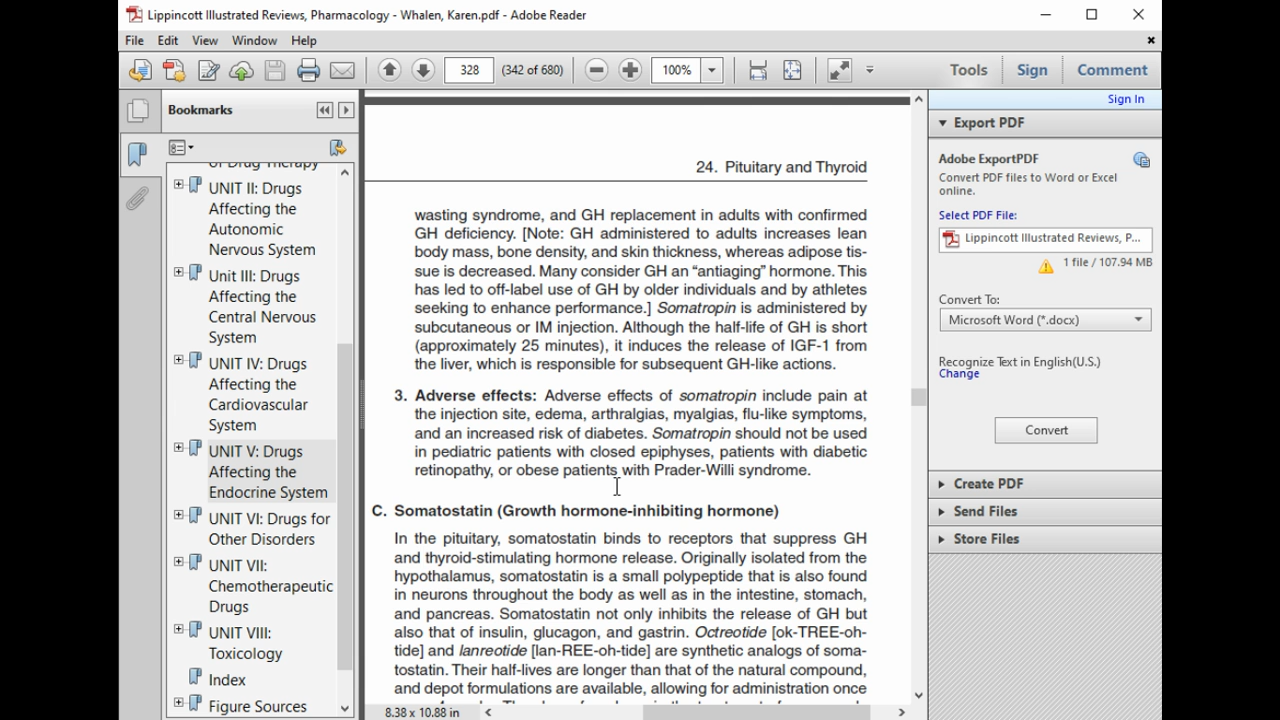 Lippincott Illustrated Reviews, Pharmacology - Whalen, Karen.pdf - Adobe Reader
File Edit View Window Help
328 (342 of 680) 100% Tools Sign Comment
Bookmarks
of Drug Therapy
UNIT II: Drugs
Affecting the
Autonomic
Nervous System
Unit III: Drugs
Affecting the
Central Nervous
System
UNIT IV: Drugs
Affecting the
Cardiovascular
System
UNIT V: Drugs
Affecting the
Endocrine System
UNIT VI: Drugs for
Other Disorders
UNIT VII:
Chemotherapeutic
Drugs
UNIT VIII:
Toxicology
Index
Figure Sources
24. Pituitary and Thyroid
wasting syndrome, and GH replacement in adults with confirmed
GH deficiency. [Note: GH administered to adults increases lean
body mass, bone density, and skin thickness, whereas adipose tis-
sue is decreased. Many consider GH an “antiaging” hormone. This
has led to off-label use of GH by older individuals and by athletes
seeking to enhance performance.] Somatropin is administered by
subcutaneous or IM injection. Although the half-life of GH is short
(approximately 25 minutes), it induces the release of IGF-1 from
the liver, which is responsible for subsequent GH-like actions.
3. Adverse effects: Adverse effects of somatropin include pain at
the injection site, edema, arthralgias, myalgias, flu-like symptoms,
and an increased risk of diabetes. Somatropin should not be used
in pediatric patients with closed epiphyses, patients with diabetic
retinopathy, or obese patients with Prader-Willi syndrome.
C. Somatostatin (Growth hormone-inhibiting hormone)
In the pituitary, somatostatin binds to receptors that suppress GH
and thyroid-stimulating hormone release. Originally isolated from the
hypothalamus, somatostatin is a small polypeptide that is also found
in neurons throughout the body as well as in the intestine, stomach,
and pancreas. Somatostatin not only inhibits the release of GH but
also that of insulin, glucagon, and gastrin. Octreotide [ok-TREE-oh-
tide] and lanreotide [lan-REE-oh-tide] are synthetic analogs of soma-
tostatin. Their half-lives are longer than that of the natural compound,
and depot formulations are available, allowing for administration once
8.38 x 10.88 in
Sign In
Export PDF
Adobe ExportPDF
Convert PDF files to Word or Excel
online.
Select PDF File:
Lippincott Illustrated Reviews, P...
1 file / 107.94 MB
Convert To:
Microsoft Word (*.docx)
Recognize Text in English(U.S.)
Change
Convert
Create PDF
Send Files
Store Files